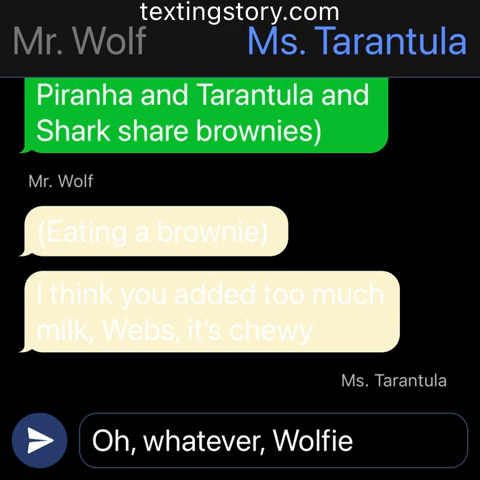 textingstory.com
Mr. Wolf Ms. Tarantula
Piranha and Tarantula and
Shark share brownies)
Mr. Wolf
(Eating a brownie)
I think you added too much
milk, Webs, it's chewy
Ms. Tarantula
Oh, whatever, Wolfie